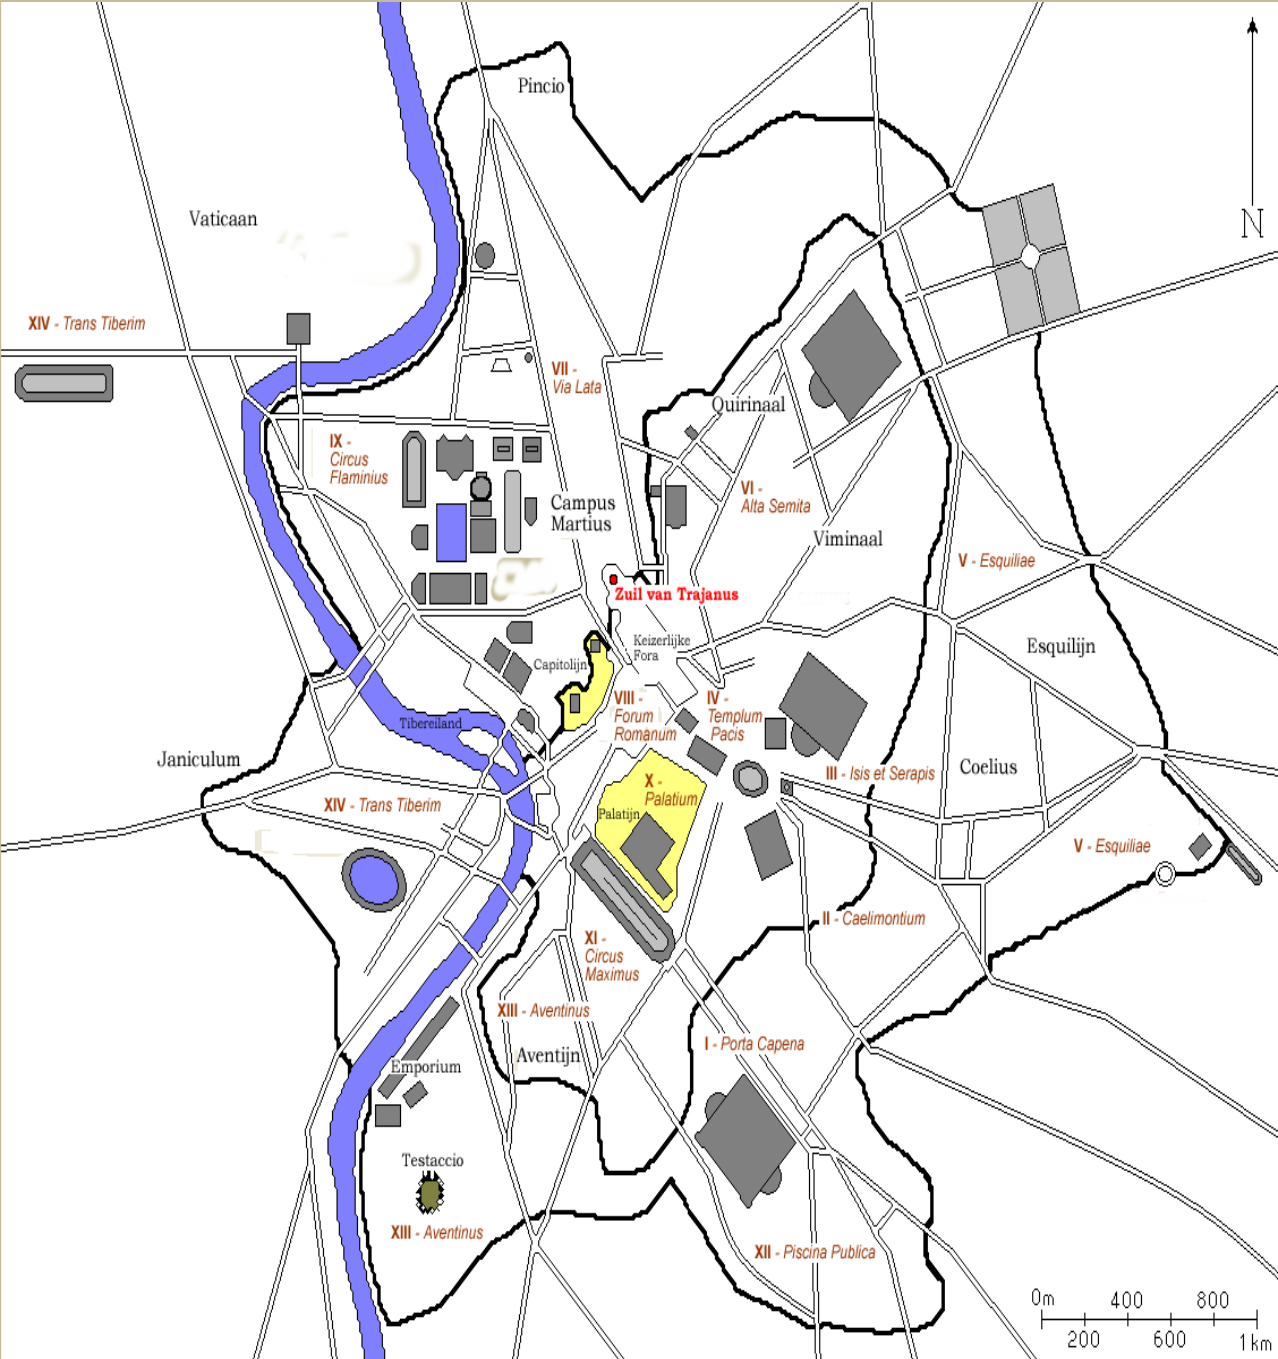 Pincio
Vaticaan
N
XIV - Trans Tiberim
VII -
Via Lata
Quirinaal
IX -
Circus
Flaminius
VI -
Alta Semita
Campus
Martius
Viminaal
V - Esquiliae
Zuil van Trajanus
Keizerlijke
Fora
Esquilijn
Capitolijn
VIII -
Forum
Romanum
IV -
Templum
Pacis
Tibereiland
Janiculum
III - Isis et Serapis
Coelius
X -
Palatium
XIV - Trans Tiberim
Palatijn
V - Esquiliae
II - Caelimontium
XI -
Circus
Maximus
XIII - Aventinus
I - Porta Capena
Aventijn
Emporium
Testaccio
XIII - Aventinus
XII - Piscina Publica
0m 400 800
200 600 1km